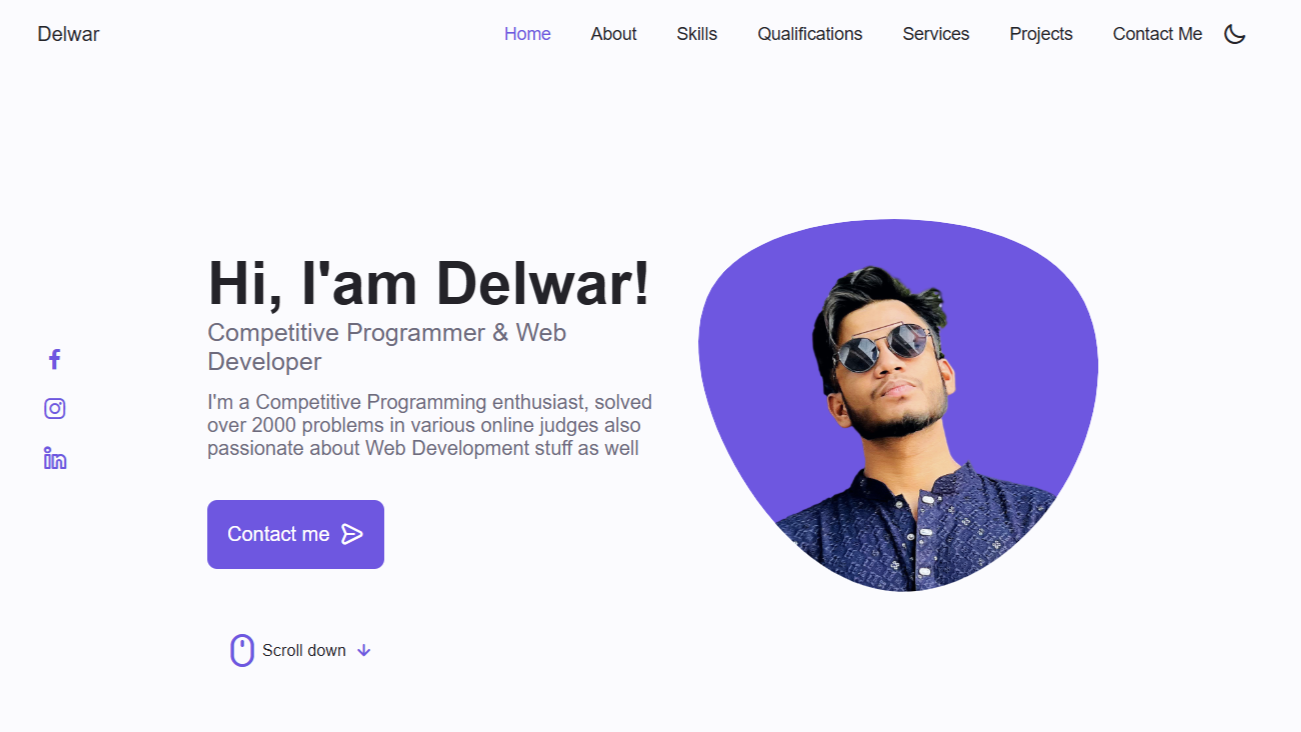 Delwar
Home About Skills Qualifications Services Projects Contact Me
Hi, I'am Delwar!
Competitive Programmer & Web
Developer
I'm a Competitive Programming enthusiast, solved
over 2000 problems in various online judges also
passionate about Web Development stuff as well
Contact me
Scroll down